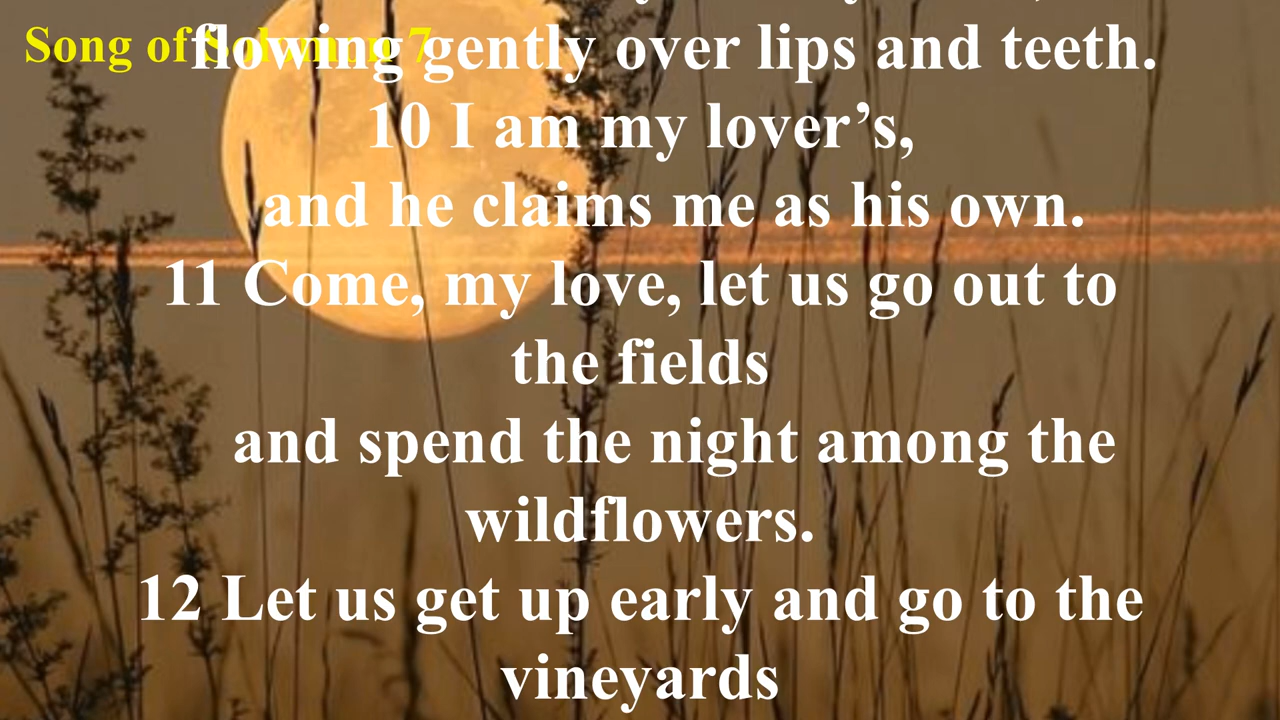 Song of Solomon 7
flowing gently over lips and teeth.
10 I am my lover’s,
and he claims me as his own.
11 Come, my love, let us go out to
the fields
and spend the night among the
wildflowers.
12 Let us get up early and go to the
vineyards